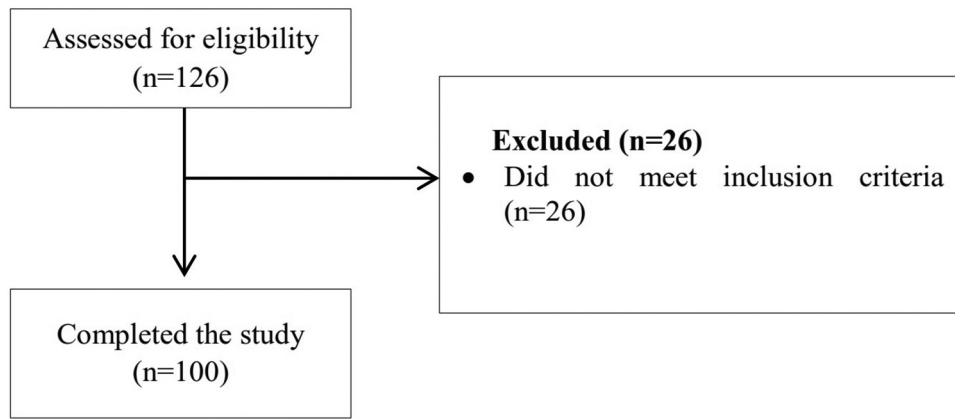 Assessed for eligibility
(n=126)
Excluded (n=26)
• Did not meet inclusion criteria
(n=26)
Completed the study
(n=100)